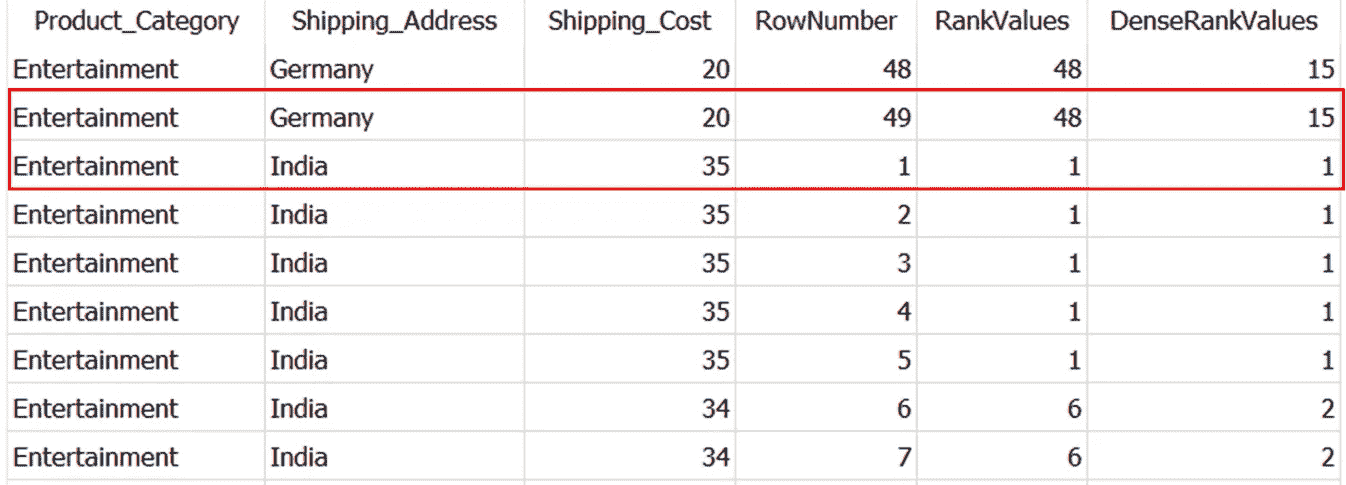 Product_Category Shipping_Address Shipping_Cost RowNumber RankValues DenseRankValues
Entertainment Germany 20 48 48 15
Entertainment Germany 20 49 48 15
Entertainment India 35 1 1 1
Entertainment India 35 2 1 1
Entertainment India 35 3 1 1
Entertainment India 35 4 1 1
Entertainment India 35 5 1 1
Entertainment India 34 6 6 2
Entertainment India 34 7 6 2